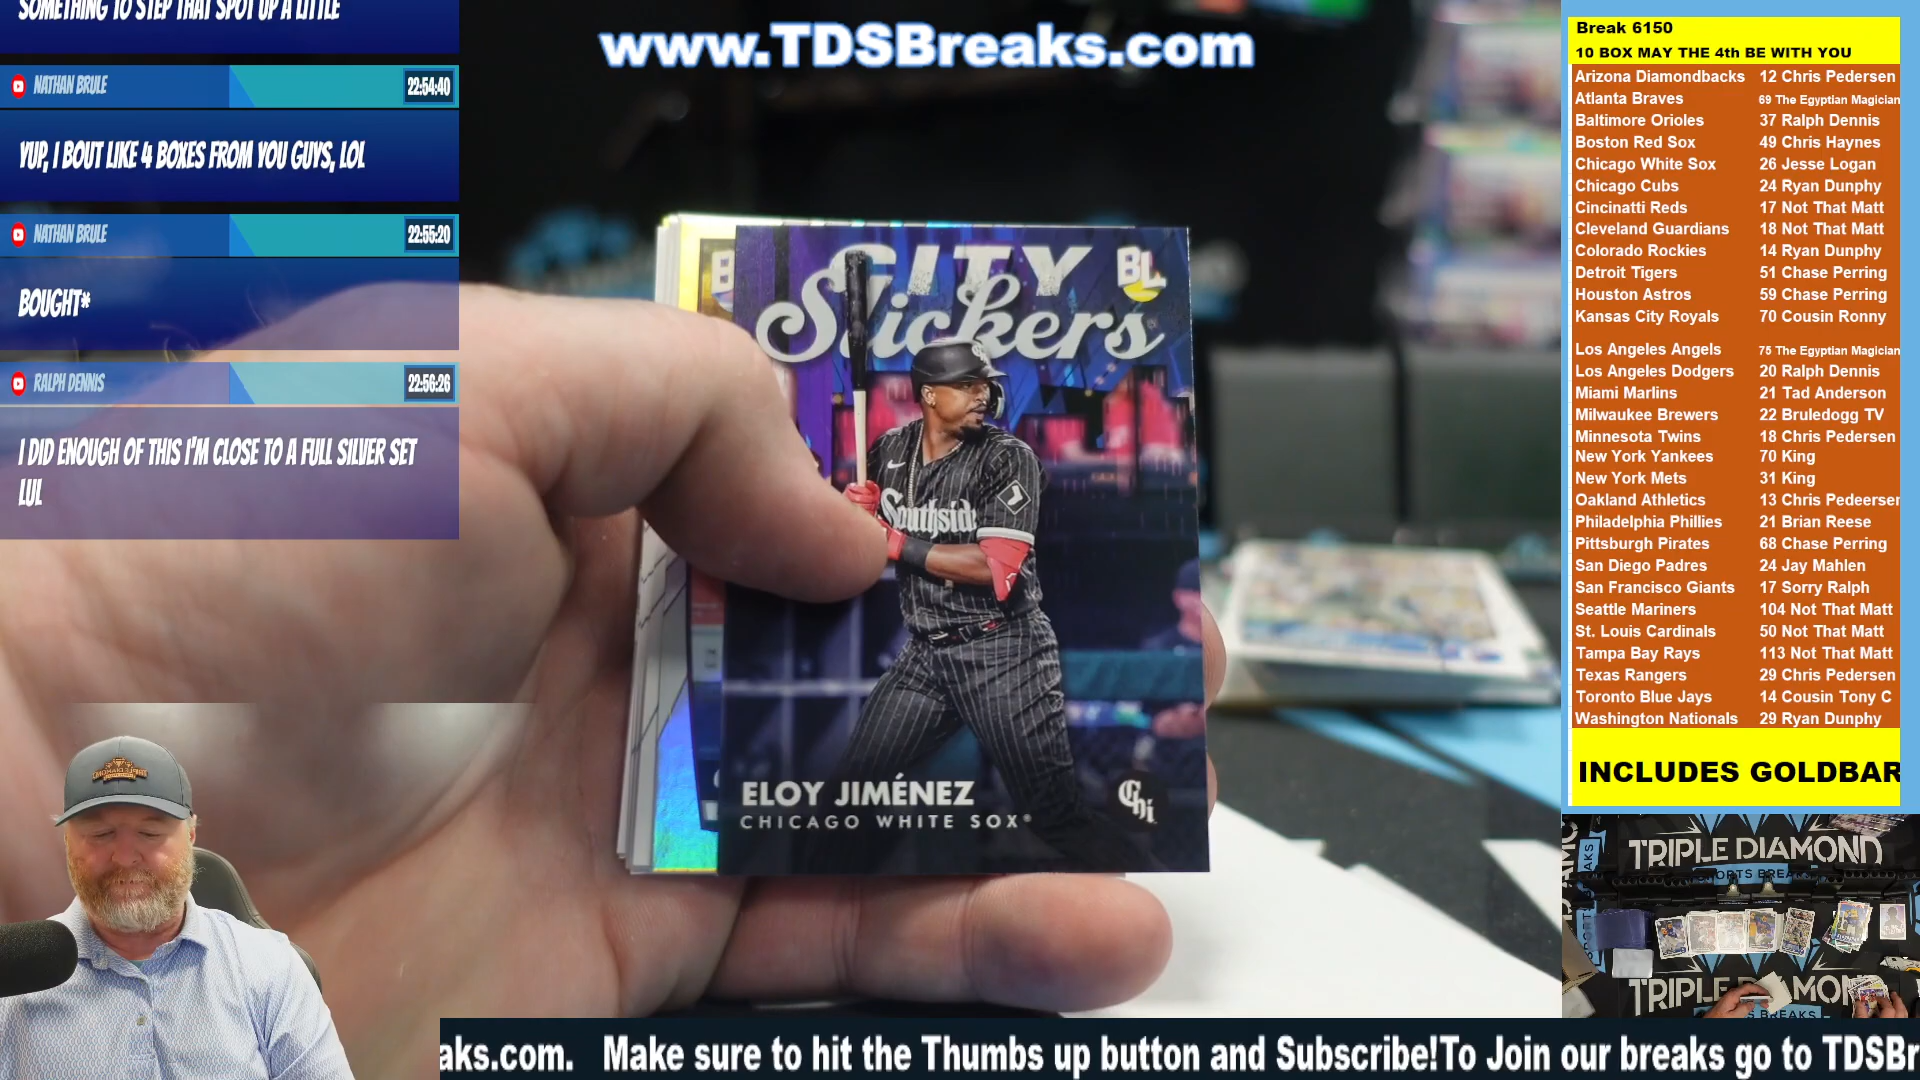 SOMETHING TO STEP THAT SPOT UP A LITTLE
NATHAN BRULE 22:54:40
YUP, I BOUT LIKE 4 BOXES FROM YOU GUYS, LOL
NATHAN BRULE 22:55:20
BOUGHT*
RALPH DENNIS 22:56:26
I DID ENOUGH OF THIS I'M CLOSE TO A FULL SILVER SET
LUL
www.TDSBreaks.com
CITY
Slickers
BL
Southside
ELOY JIMÉNEZ
CHICAGO WHITE SOX
Chi
Break 6150
10 BOX MAY THE 4th BE WITH YOU
Arizona Diamondbacks 12 Chris Pedersen
Atlanta Braves 69 The Egyptian Magician
Baltimore Orioles 37 Ralph Dennis
Boston Red Sox 49 Chris Haynes
Chicago White Sox 26 Jesse Logan
Chicago Cubs 24 Ryan Dunphy
Cincinatti Reds 17 Not That Matt
Cleveland Guardians 18 Not That Matt
Colorado Rockies 14 Ryan Dunphy
Detroit Tigers 51 Chase Perring
Houston Astros 59 Chase Perring
Kansas City Royals 70 Cousin Ronny
Los Angeles Angels 75 The Egyptian Magician
Los Angeles Dodgers 20 Ralph Dennis
Miami Marlins 21 Tad Anderson
Milwaukee Brewers 22 Bruledogg TV
Minnesota Twins 18 Chris Pedersen
New York Yankees 70 King
New York Mets 31 King
Oakland Athletics 13 Chris Pedeersen
Philadelphia Phillies 21 Brian Reese
Pittsburgh Pirates 68 Chase Perring
San Diego Padres 24 Jay Mahlen
San Francisco Giants 17 Sorry Ralph
Seattle Mariners 104 Not That Matt
St. Louis Cardinals 50 Not That Matt
Tampa Bay Rays 113 Not That Matt
Texas Rangers 29 Chris Pedersen
Toronto Blue Jays 14 Cousin Tony C
Washington Nationals 29 Ryan Dunphy
INCLUDES GOLDBAR
TRIPLE DIAMOND
SPORTS BREAKS
TRIPLE DIAMO
S BREAKS
aks.com. Make sure to hit the Thumbs up button and Subscribe!To Join our breaks go to TDSBr